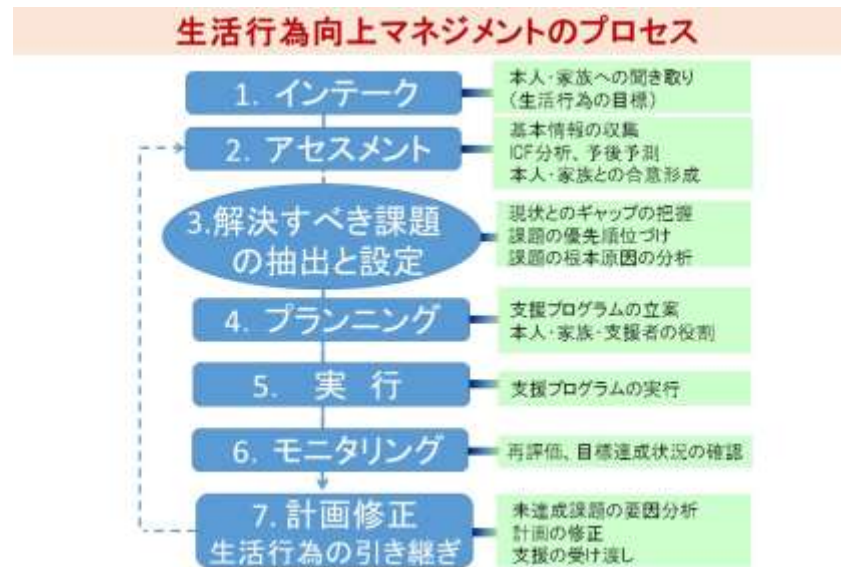 生活行為向上マネジメントのプロセス
1. インテーク
本人・家族への聞き取り
（生活行為の目標）
2. アセスメント
基本情報の収集
ICF分析、予後予測
本人・家族との合意形成
3.解決すべき課題
の抽出と設定
現状とのギャップの把握
課題の優先順位づけ
課題の根本原因の分析
4. プランニング
支援プログラムの立案
本人・家族・支援者の役割
5. 実 行
支援プログラムの実行
6. モニタリング
再評価、目標達成状況の確認
7. 計画修正
生活行為の引き継ぎ
未達成課題の要因分析
計画の修正
支援の受け渡し